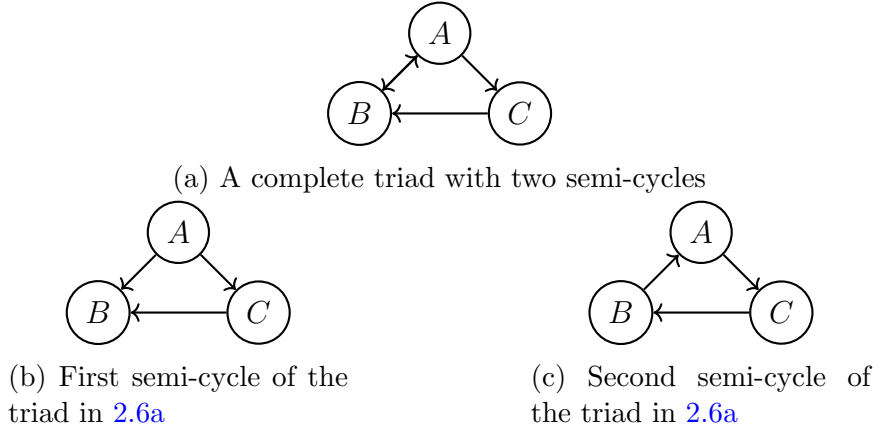 A
B
C
(a) A complete triad with two semi-cycles
A
B
C
A
B
C
(b) First semi-cycle of the
triad in 2.6a
(c) Second semi-cycle of
the triad in 2.6a